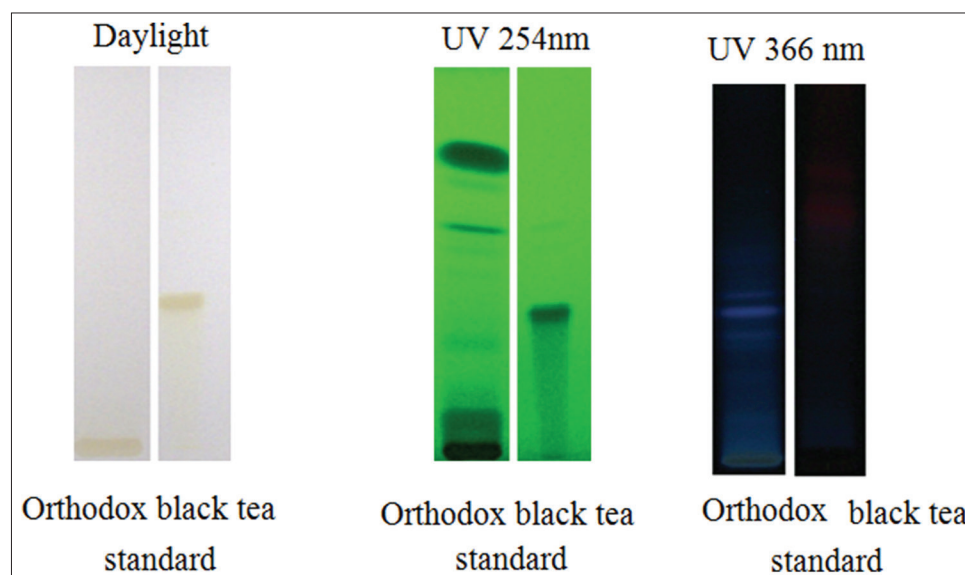 Daylight
UV 254nm
UV 366 nm
Orthodox black tea
standard
Orthodox black tea
standard
Orthodox black tea
standard